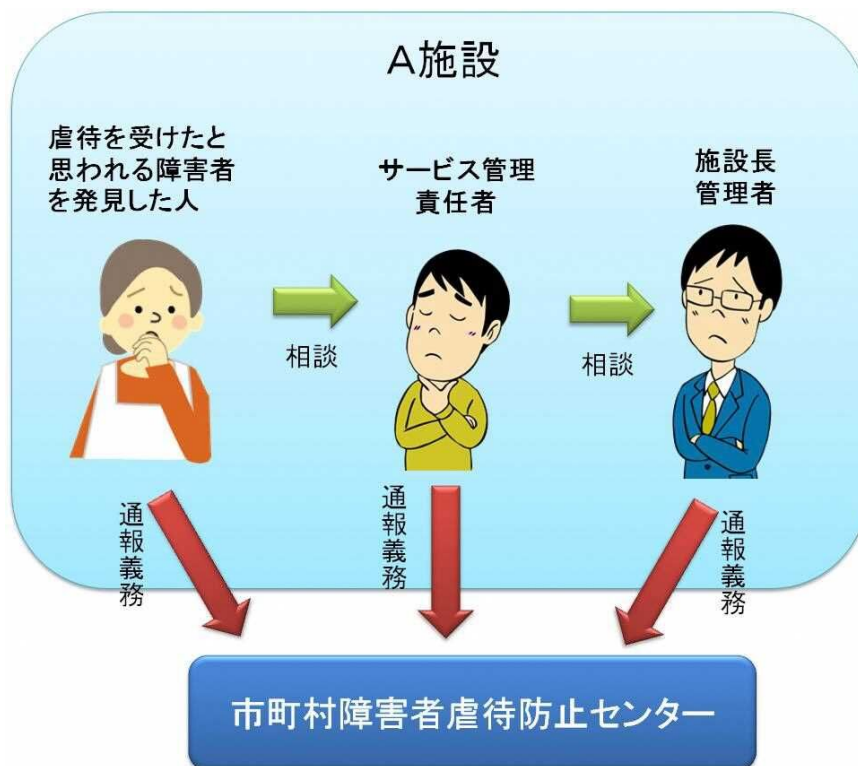 A施設
虐待を受けたと
思われる障害者
を発見した人
サービス管理
責任者
施設長
管理者
相談
相談
通報義務
通報義務
通報義務
市町村障害者虐待防止センター